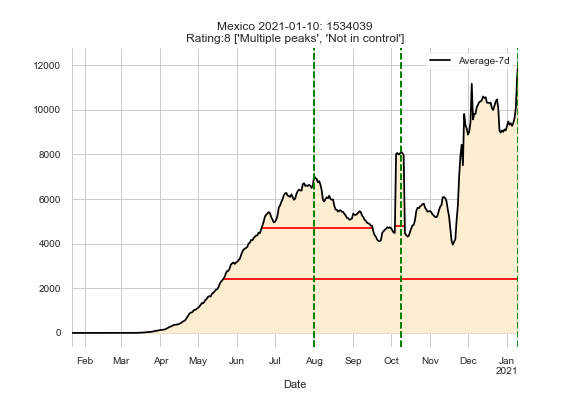 Mexico 2021-01-10: 1534039
Rating:8 ['Multiple peaks', 'Not in control']
Average-7d
12000
10000
8000
6000
4000
2000
0
Feb Mar Apr May Jun Jul Aug Sep Oct Nov Dec Jan
2021
Date